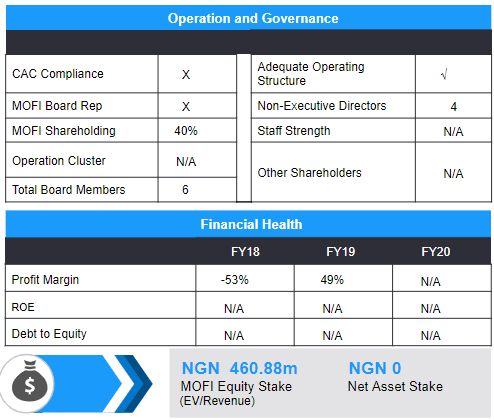 Operation and Governance
CAC Compliance X
Adequate Operating
Structure √
MOFI Board Rep X
Non-Executive Directors 4
MOFI Shareholding 40%
Staff Strength N/A
Operation Cluster N/A
Other Shareholders N/A
Total Board Members 6
Financial Health
FY18 FY19 FY20
Profit Margin -53% 49% N/A
ROE N/A N/A N/A
Debt to Equity N/A N/A N/A
$
NGN 460.88m
MOFI Equity Stake
(EV/Revenue)
NGN 0
Net Asset Stake